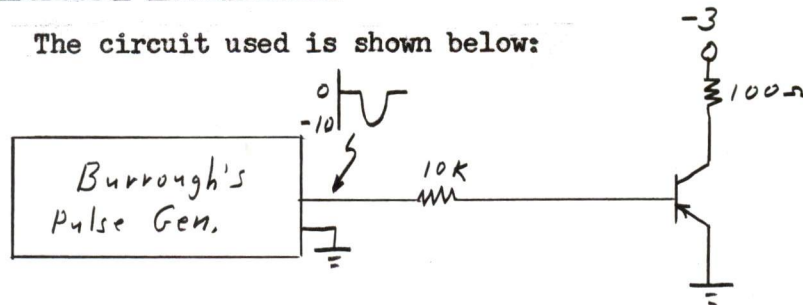 The circuit used is shown below:
-3
0
-10
100Ω
10K
Burrough's
Pulse Gen.